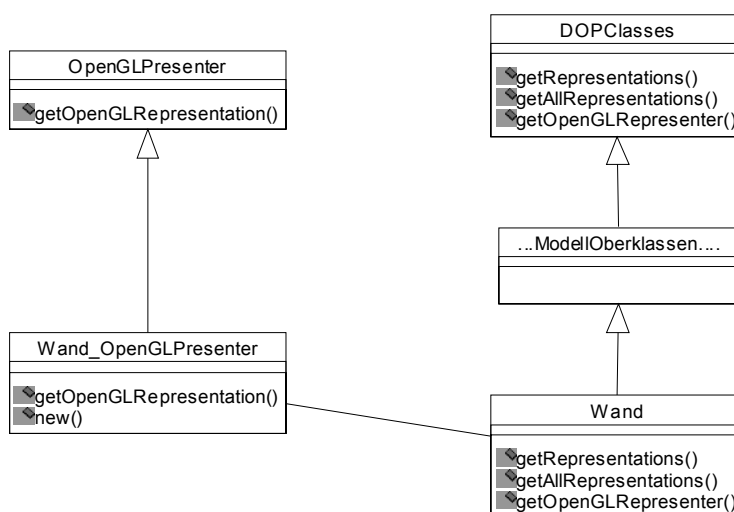 OpenGLPresenter
getOpenGLRepresentation()
DOPClasses
getRepresentations()
getAllRepresentations()
getOpenGLRepresenter()
...ModellOberklassen....
Wand_OpenGLPresenter
getOpenGLRepresentation()
new()
Wand
getRepresentations()
getAllRepresentations()
getOpenGLRepresenter()